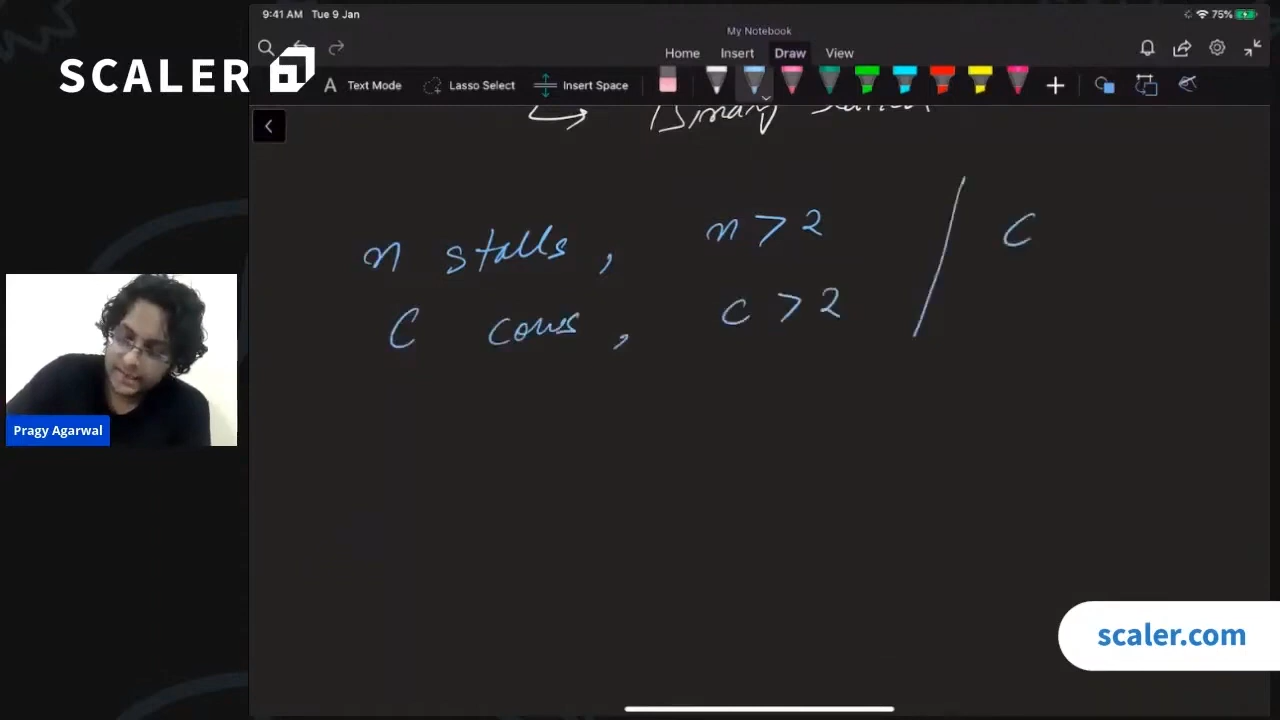 9:41 AM Tue 9 Jan
75%
My Notebook
SCALER
Home Insert Draw View
A Text Mode Lasso Select Insert Space
Binary
n stalls, n > 2 / C
C cows, c > 2
Pragy Agarwal
scaler.com